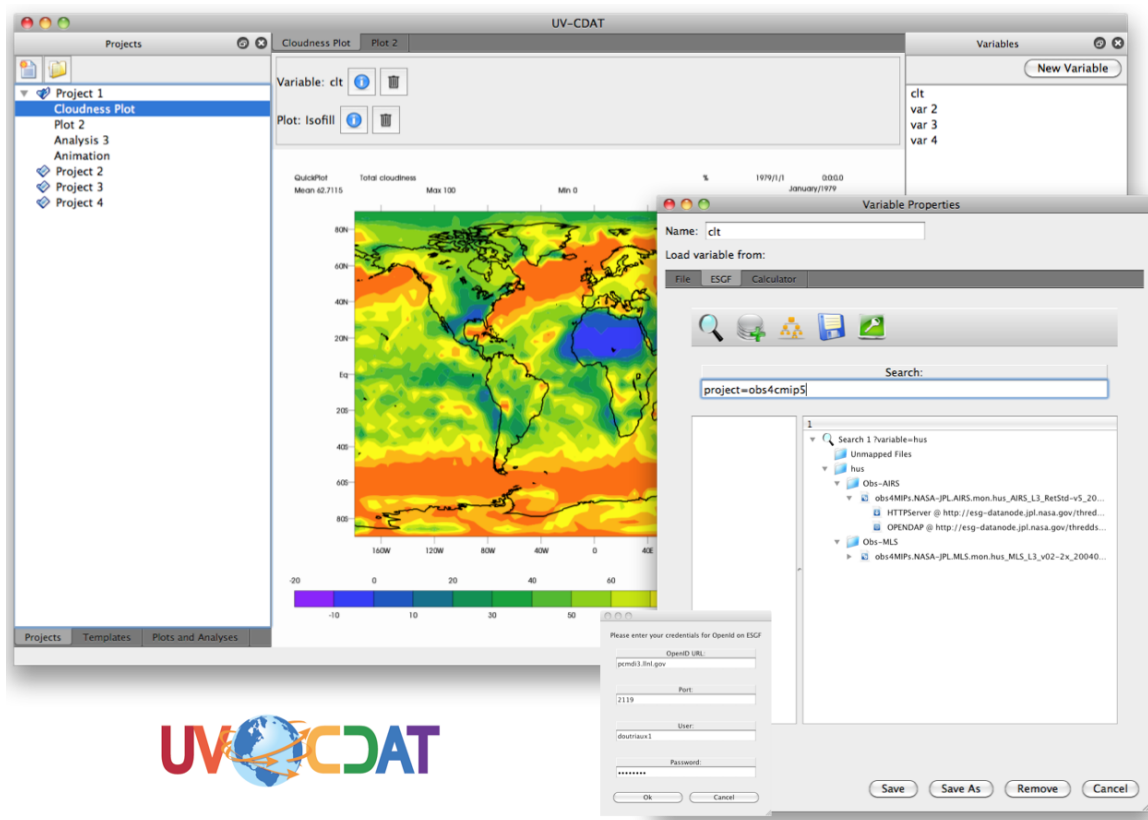 UV-CDAT
Projects
Project 1
Cloudness Plot
Plot 2
Analysis 3
Animation
Project 2
Project 3
Project 4
Projects Templates Plots and Analyses
Cloudness Plot Plot 2
Variable: clt
Plot: Isofill
QuickPlot Total cloudiness % 1979/1/1 0:0:0.0
Mean 62.7115 Max 100 Min 0 January/1979
80N
60N
40N
20N
Eq
20S
40S
60S
80S
160W 120W 80W 40W 0 40E
-20 0 20 40 60
-10 10 30 50
Variables
New Variable
clt
var 2
var 3
var 4
Variable Properties
Name: clt
Load variable from:
File ESGF Calculator
Search:
project=obs4cmip5
1
Search 1 ?variable=hus
Unmapped Files
hus
Obs-AIRS
obs4MIPs.NASA-JPL.AIRS.mon.hus_AIRS_L3_RetStd-v5_20...
HTTPServer @ http://esg-datanode.jpl.nasa.gov/thred...
OPENDAP @ http://esg-datanode.jpl.nasa.gov/thredds...
Obs-MLS
obs4MIPs.NASA-JPL.MLS.mon.hus_MLS_L3_v02-2x_20040...
Save Save As Remove Cancel
Please enter your credentials for OpenId on ESGF
OpenID URL:
pcmdi3.llnl.gov
Port:
2119
User:
doutriaux1
Password:
••••••••
Ok Cancel
UV CDAT